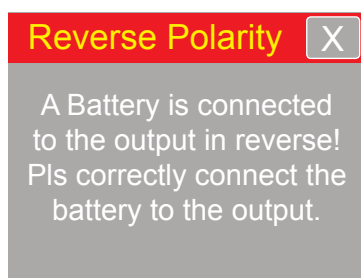 Reverse Polarity X
A Battery is connected
to the output in reverse!
Pls correctly connect the
battery to the output.